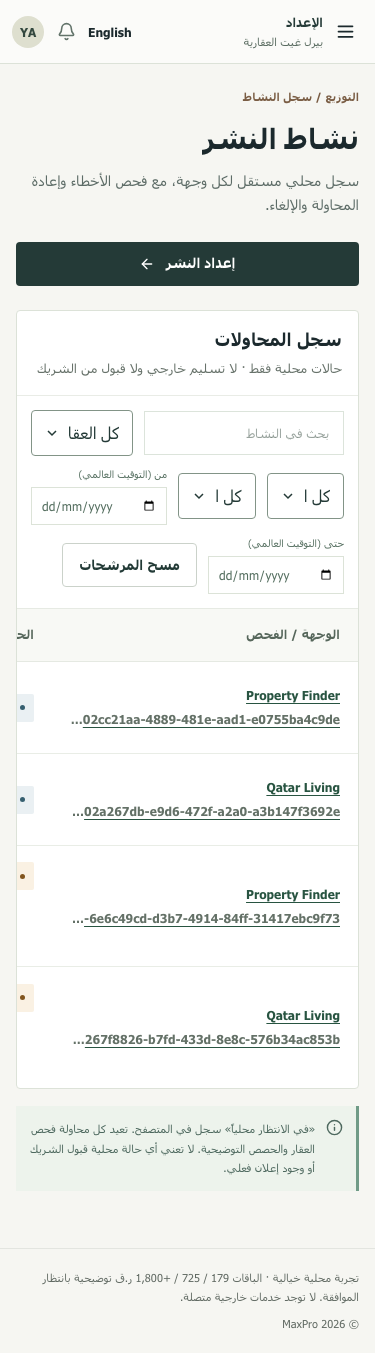 الإعداد
بيرل غيت العقارية
English
YA
التوزيع / سجل النشاط
نشاط النشر
سجل محلي مستقل لكل وجهة، مع فحص الأخطاء وإعادة
المحاولة والإلغاء.
إعداد النشر
سجل المحاولات
حالات محلية فقط · لا تسليم خارجي ولا قبول من الشريك
بحث في النشاط
كل العقا
كل ا
كل ا
من (التوقيت العالمي)
dd/mm/yyyy
حتى (التوقيت العالمي)
dd/mm/yyyy
مسح المرشحات
الوجهة / الفحص
الح
Property Finder
02cc21aa-4889-481e-aad1-e0755ba4c9de...
Qatar Living
02a267db-e9d6-472f-a2a0-a3b147f3692e...
Property Finder
6e6c49cd-d3b7-4914-84ff-31417ebc9f73-...
Qatar Living
267f8826-b7fd-433d-8e8c-576b34ac853b...
«في الانتظار محلياً» سجل في المتصفح. تعيد كل محاولة فحص
العقار والحصص التوضيحية. لا تعني أي حالة محلية قبول الشريك
أو وجود إعلان فعلي.
تجربة محلية خيالية · الباقات 179 / 725 / +1,800 ر.ق توضيحية بانتظار
الموافقة. لا توجد خدمات خارجية متصلة.
© 2026 MaxPro